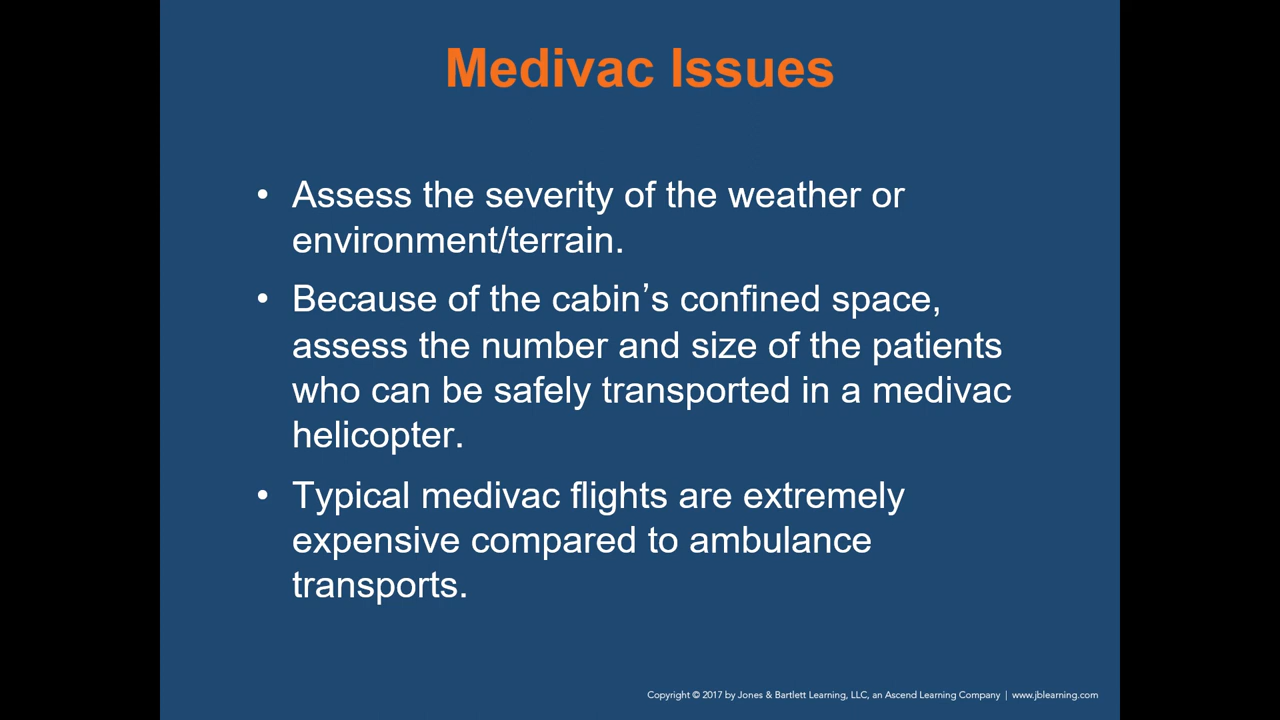 Medivac Issues
• Assess the severity of the weather or
environment/terrain.
• Because of the cabin’s confined space,
assess the number and size of the patients
who can be safely transported in a medivac
helicopter.
• Typical medivac flights are extremely
expensive compared to ambulance
transports.
Copyright © 2017 by Jones & Bartlett Learning, LLC, an Ascend Learning Company | www.jblearning.com